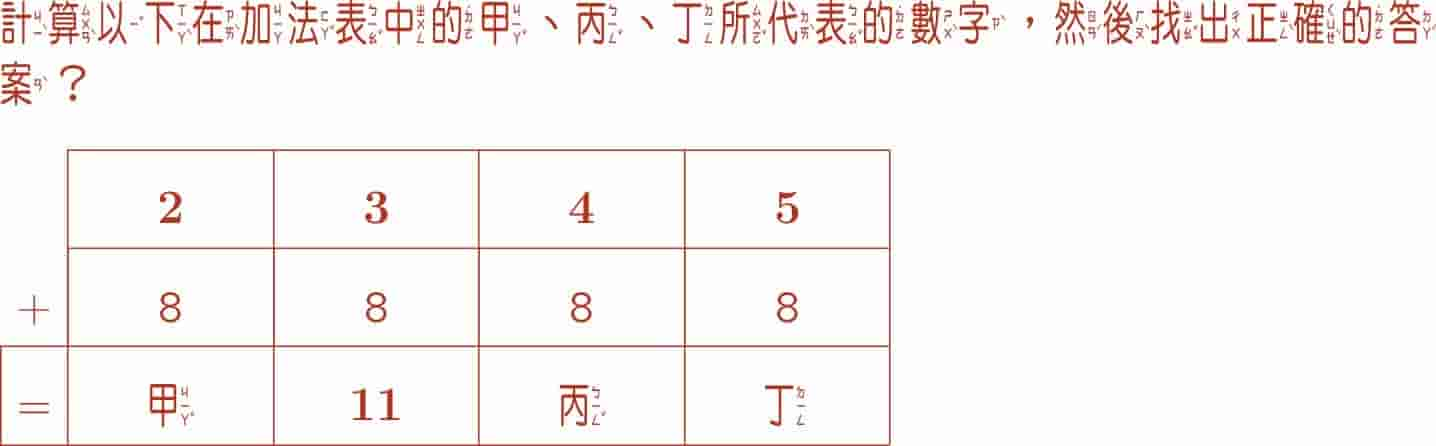 計算以下在加法表中的甲、丙、丁所代表的數字，然後找出正確的答
案？
2 3 4 5
+ 8 8 8 8
= 甲 11 丙 丁